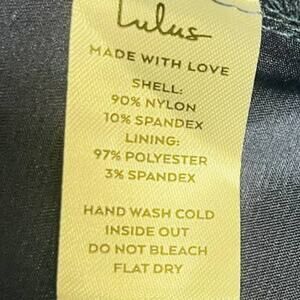 Lulus
MADE WITH LOVE
SHELL:
90% NYLON
10% SPANDEX
LINING:
97% POLYESTER
3% SPANDEX
HAND WASH COLD
INSIDE OUT
DO NOT BLEACH
FLAT DRY